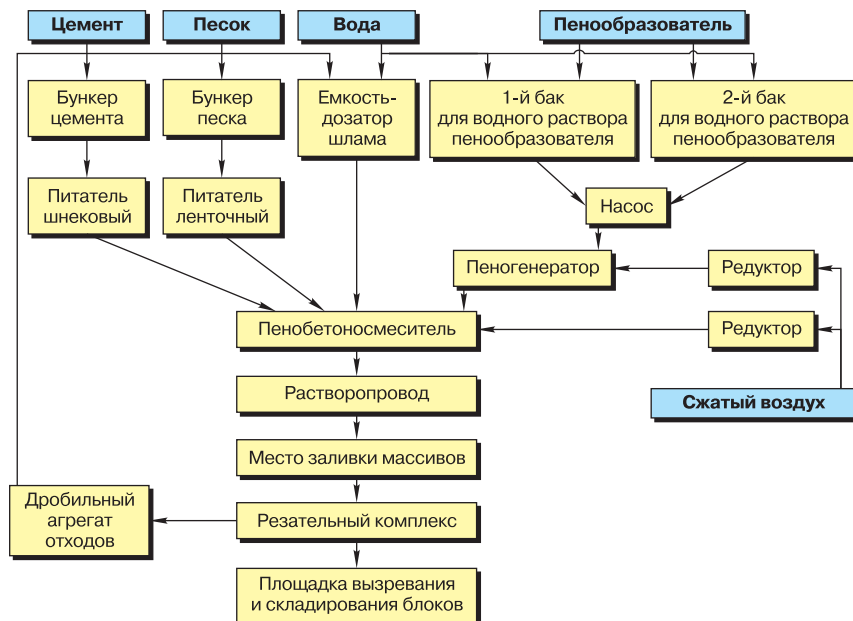 Цемент
Песок
Вода
Пенообразователь
Бункер
цемента
Бункер
песка
Емкость-
дозатор
шлама
1-й бак
для водного раствора
пенообразователя
2-й бак
для водного раствора
пенообразователя
Питатель
шнековый
Питатель
ленточный
Насос
Пеногенератор
Редуктор
Пенобетоносмеситель
Редуктор
Растворопровод
Сжатый воздух
Место заливки массивов
Дробильный
агрегат
отходов
Резательный комплекс
Площадка вызревания
и складирования блоков